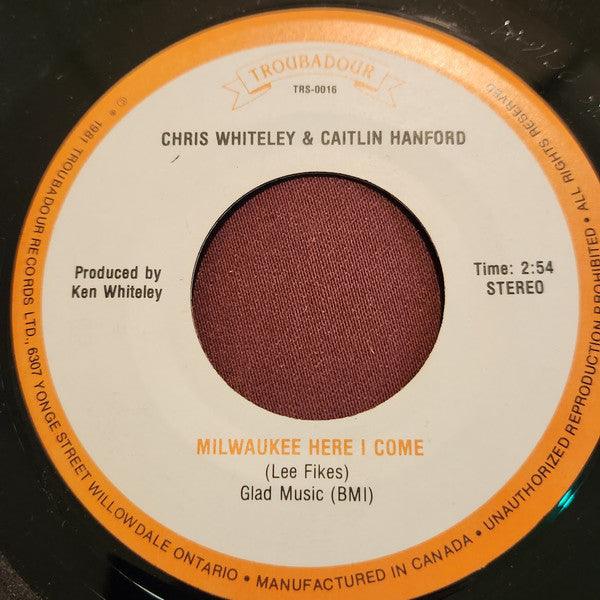 TROUBADOUR
TRS-0016
CHRIS WHITELEY & CAITLIN HANFORD
Produced by
Ken Whiteley
Time: 2:54
STEREO
MILWAUKEE HERE I COME
(Lee Fikes)
Glad Music (BMI)
℗ • 1981 TROUBADOUR RECORDS LTD., 6307 YONGE STREET WILLOWDALE ONTARIO • MANUFACTURED IN CANADA • UNAUTHORIZED REPRODUCTION PROHIBITED • ALL RIGHTS RESERVED